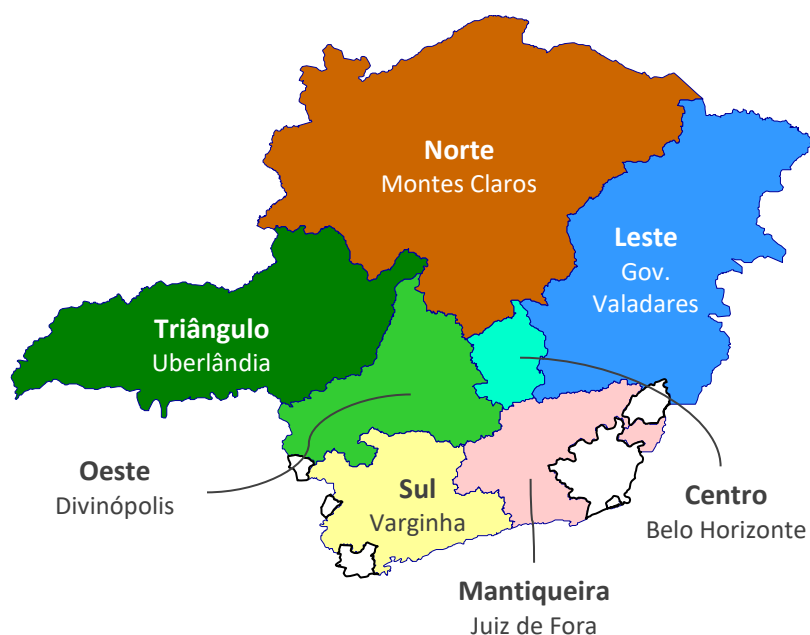 Norte
Montes Claros
Leste
Gov.
Valadares
Triângulo
Uberlândia
Oeste
Divinópolis
Sul
Varginha
Centro
Belo Horizonte
Mantiqueira
Juiz de Fora